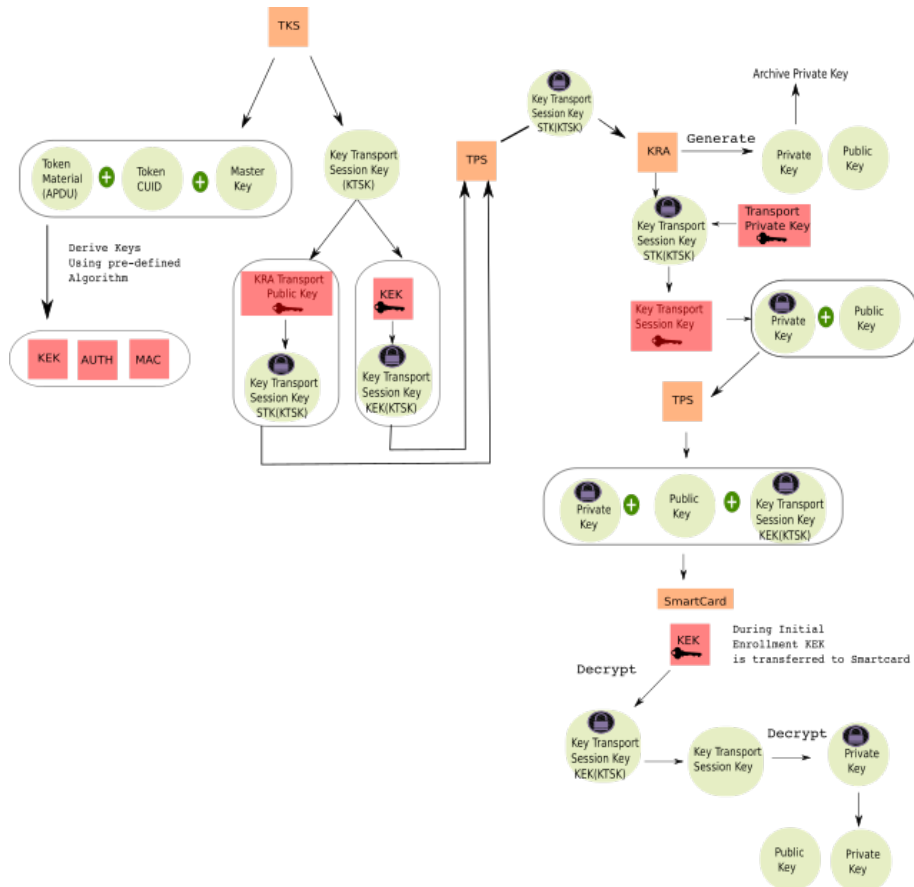 TKS
Token
Material
(APDU)
Token
CUID
Master
Key
Key Transport
Session Key
(KTSK)
Derive Keys
Using pre-defined
Algorithm
KEK
AUTH
MAC
KRA Transport
Public Key
KEK
Key Transport
Session Key
STK(KTSK)
Key Transport
Session Key
KEK(KTSK)
TPS
Key Transport
Session Key
STK(KTSK)
KRA
Generate
Archive Private Key
Private
Key
Public
Key
Key Transport
Session Key
STK(KTSK)
Transport
Private Key
Key Transport
Session Key
Private
Key
Public
Key
TPS
Private
Key
Public
Key
Key Transport
Session Key
KEK(KTSK)
SmartCard
KEK
During Initial
Enrollment KEK
is transferred to Smartcard
Decrypt
Key Transport
Session Key
KEK(KTSK)
Key Transport
Session Key
Decrypt
Private
Key
Public
Key
Private
Key